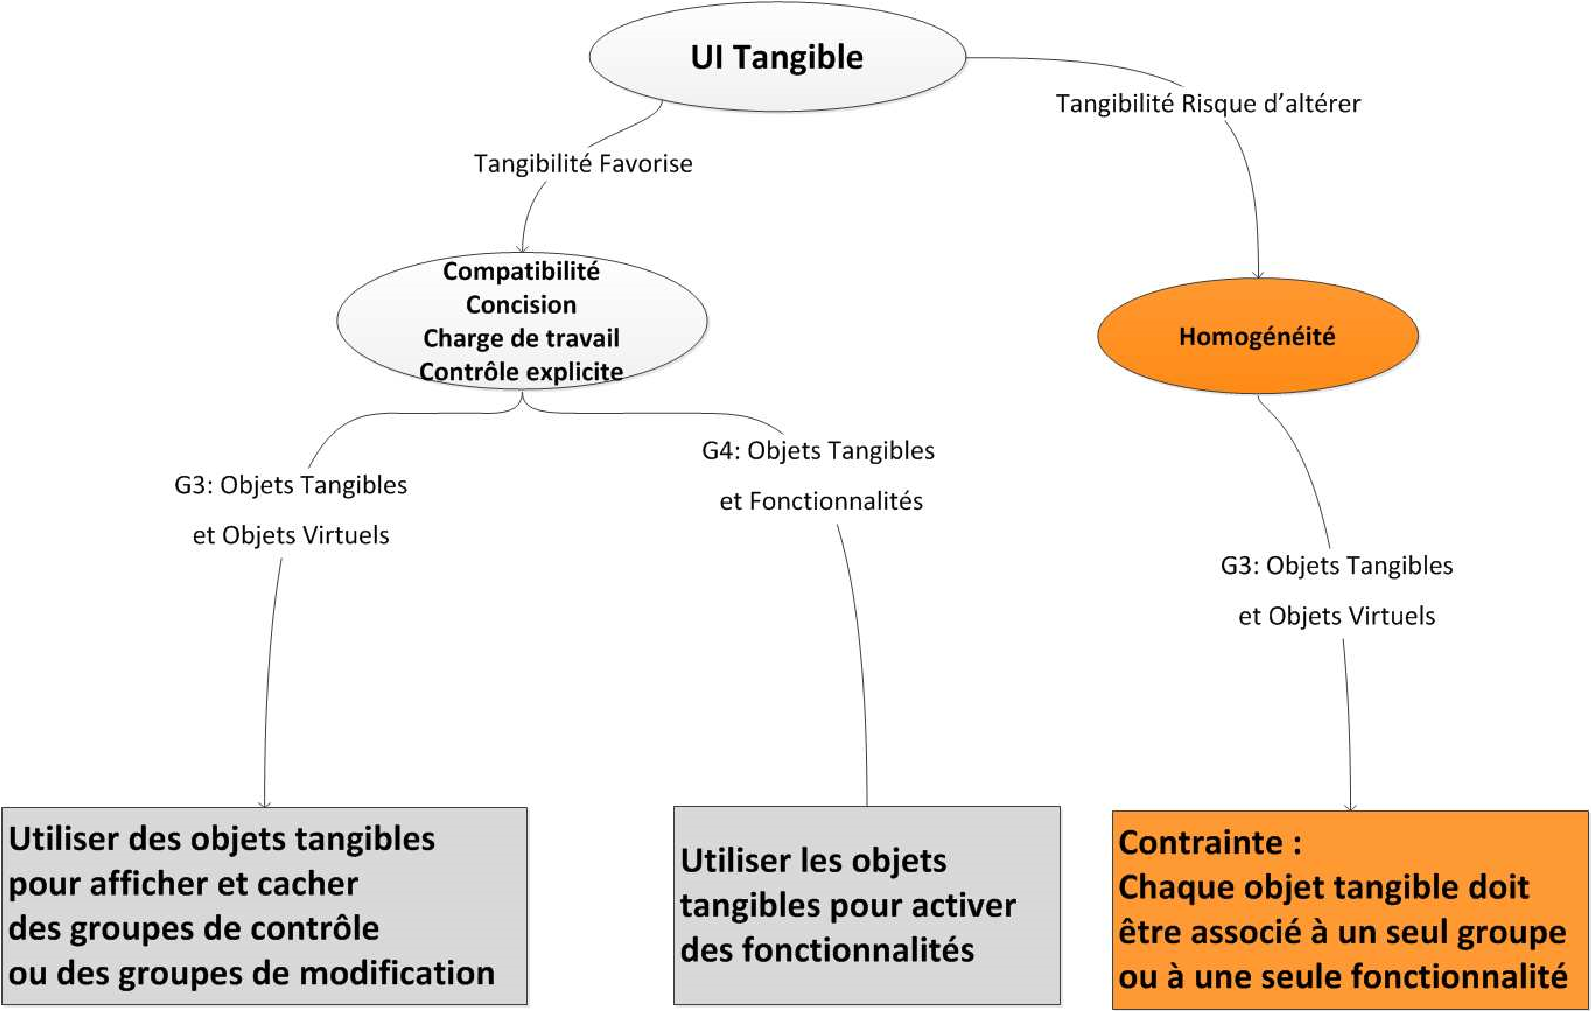 UI Tangible
Tangibilité Risque d’altérer
Tangibilité Favorise
Compatibilité
Concision
Charge de travail
Contrôle explicite
Homogénéité
G3: Objets Tangibles
et Objets Virtuels
G4: Objets Tangibles
et Fonctionnalités
G3: Objets Tangibles
et Objets Virtuels
Utiliser des objets tangibles
pour afficher et cacher
des groupes de contrôle
ou des groupes de modification
Utiliser les objets
tangibles pour activer
des fonctionnalités
Contrainte :
Chaque objet tangible doit
être associé à un seul groupe
ou à une seule fonctionnalité